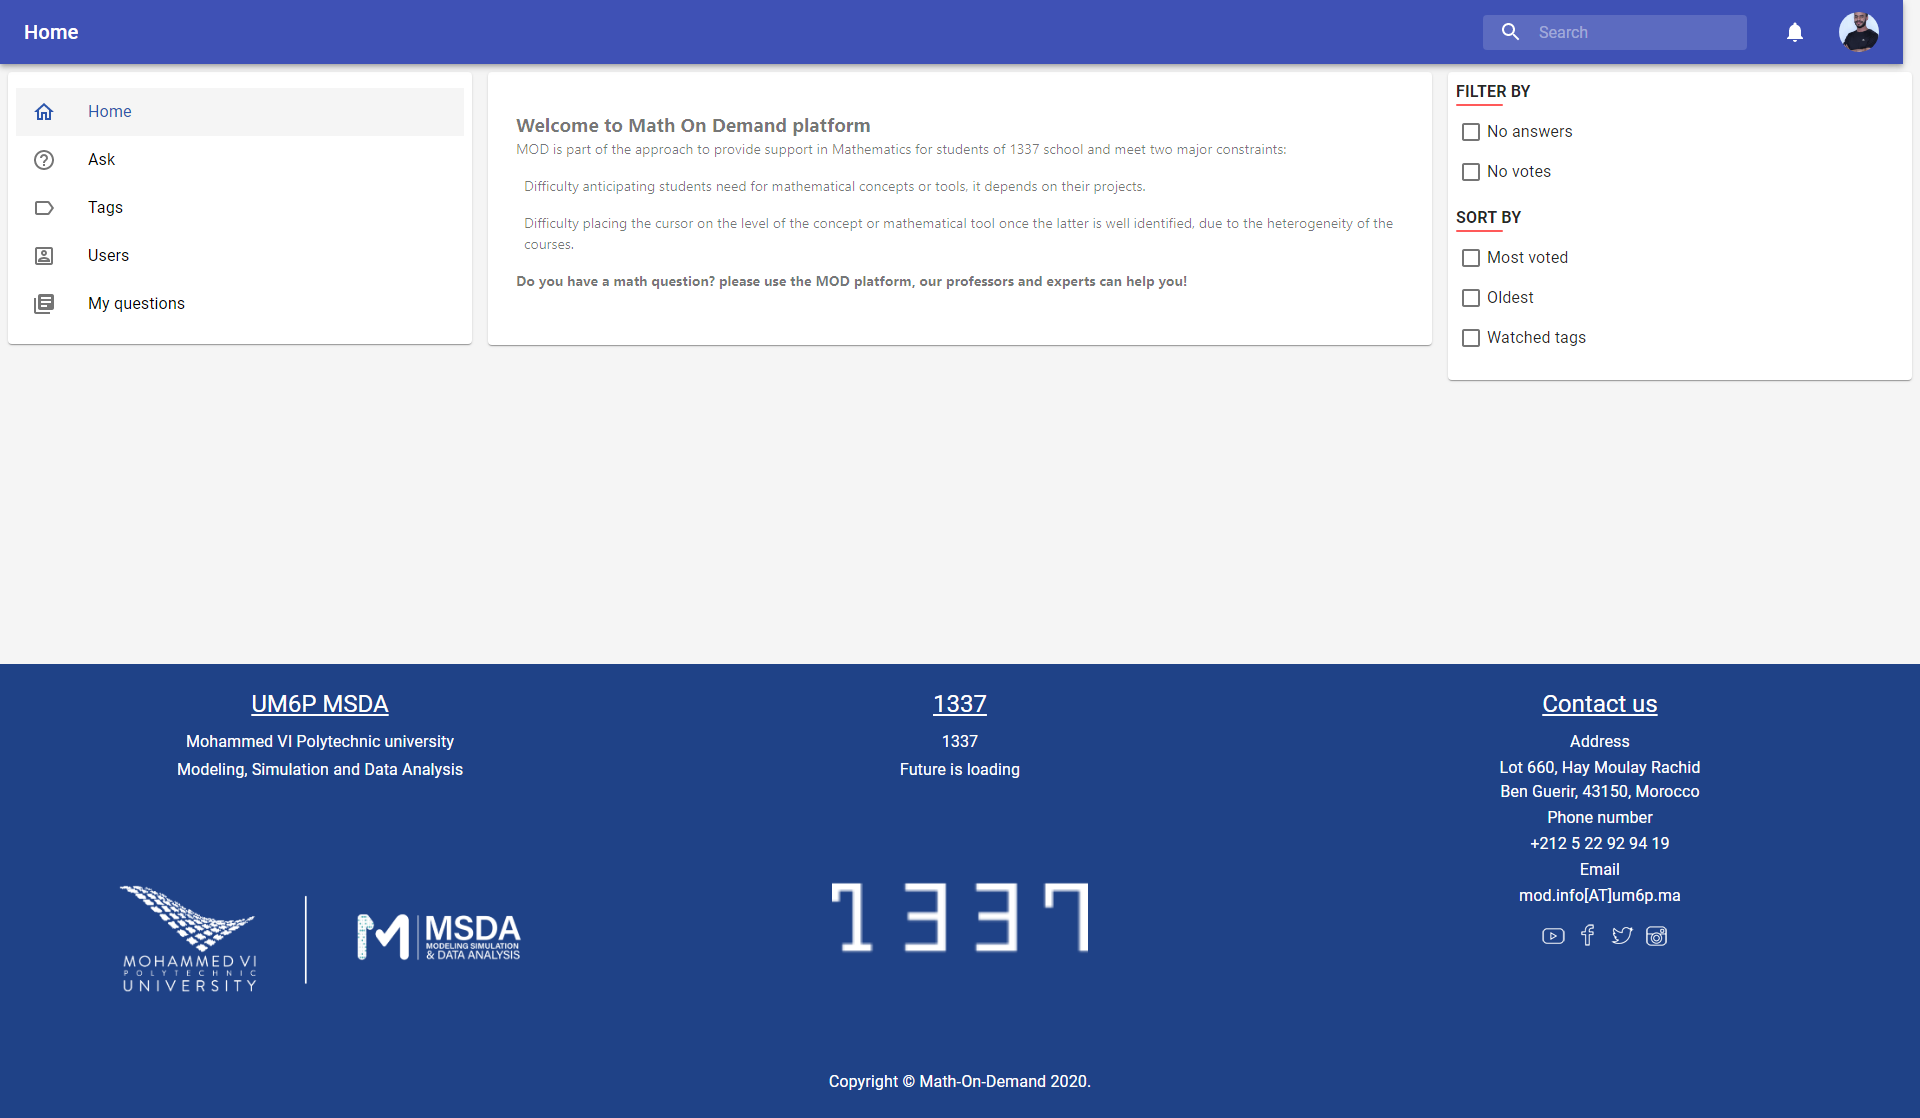 Home
Search
Home
Ask
Tags
Users
My questions
Welcome to Math On Demand platform
MOD is part of the approach to provide support in Mathematics for students of 1337 school and meet two major constraints:
Difficulty anticipating students need for mathematical concepts or tools, it depends on their projects.
Difficulty placing the cursor on the level of the concept or mathematical tool once the latter is well identified, due to the heterogeneity of the
courses.
Do you have a math question? please use the MOD platform, our professors and experts can help you!
FILTER BY
No answers
No votes
SORT BY
Most voted
Oldest
Watched tags
UM6P MSDA
Mohammed VI Polytechnic university
Modeling, Simulation and Data Analysis
MOHAMMED VI
POLYTECHNIC
UNIVERSITY
M
MSDA
MODELING SIMULATION
& DATA ANALYSIS
1337
1337
Future is loading
1337
Contact us
Address
Lot 660, Hay Moulay Rachid
Ben Guerir, 43150, Morocco
Phone number
+212 5 22 92 94 19
Email
mod.info[AT]um6p.ma
Copyright © Math-On-Demand 2020.